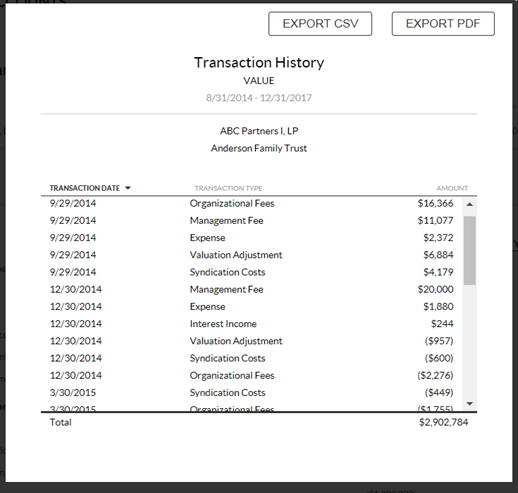 EXPORT CSV EXPORT PDF
Transaction History
VALUE
8/31/2014 - 12/31/2017
ABC Partners I, LP
Anderson Family Trust
TRANSACTION DATE TRANSACTION TYPE AMOUNT
9/29/2014 Organizational Fees $16,366
9/29/2014 Management Fee $11,077
9/29/2014 Expense $2,372
9/29/2014 Valuation Adjustment $6,884
9/29/2014 Syndication Costs $4,179
12/30/2014 Management Fee $20,000
12/30/2014 Expense $1,880
12/30/2014 Interest Income $244
12/30/2014 Valuation Adjustment ($957)
12/30/2014 Syndication Costs ($600)
12/30/2014 Organizational Fees ($2,276)
3/30/2015 Syndication Costs ($449)
3/30/2015 Organizational Fees ($1,755)
Total $2,902,784